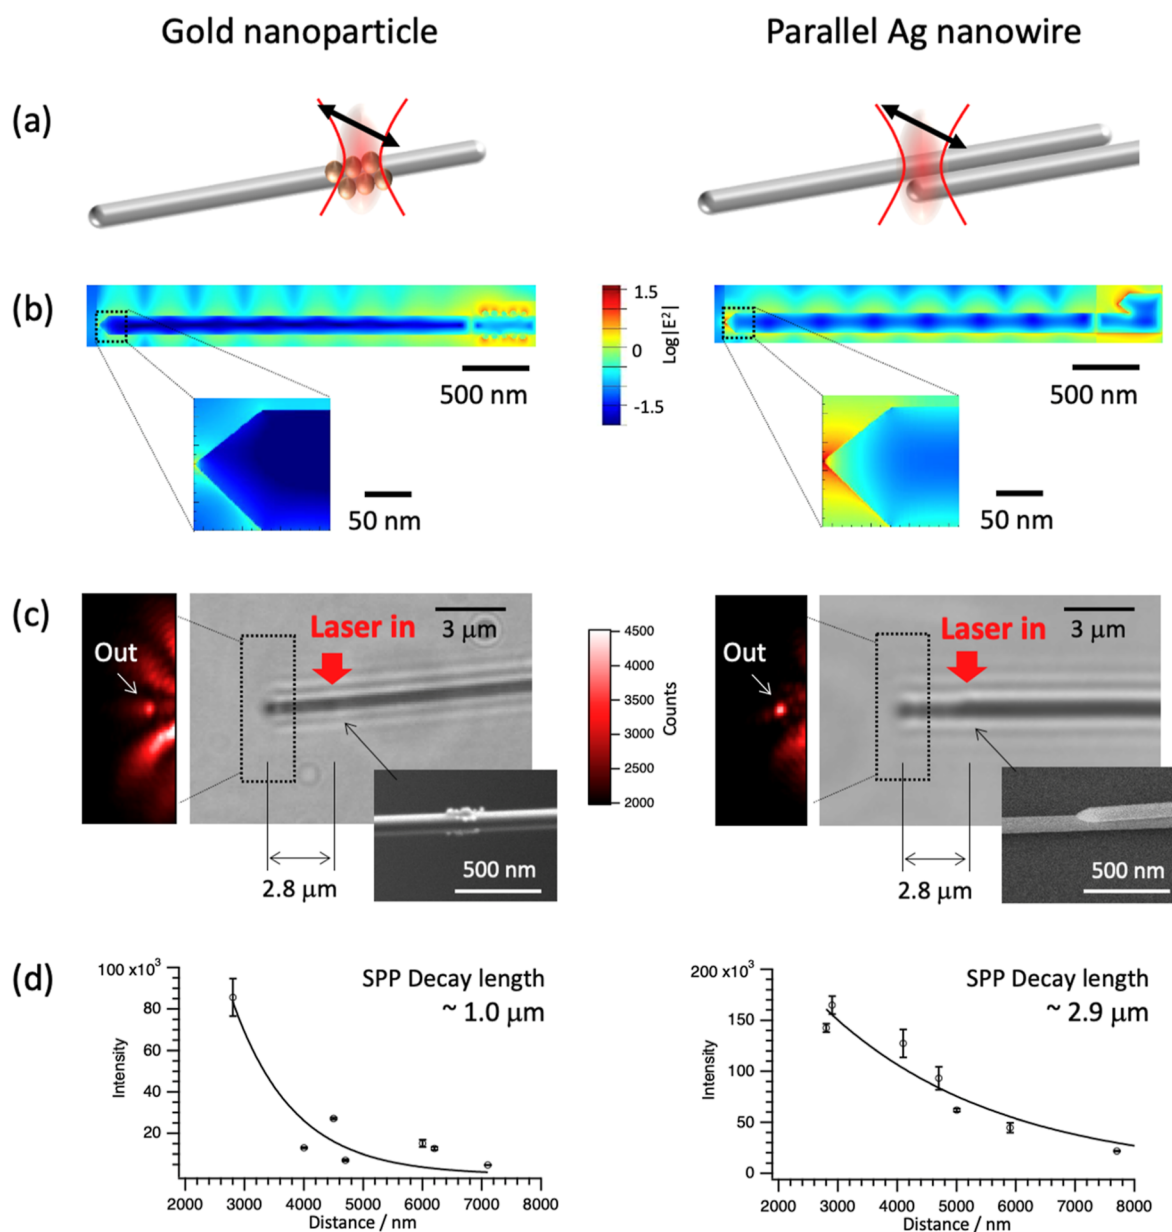 Gold nanoparticle
Parallel Ag nanowire
(a)
(b)
500 nm
50 nm
1.5
0
-1.5
Log|E²|
500 nm
50 nm
(c)
Out
Laser in
3 μm
2.8 μm
500 nm
4500
4000
3500
3000
2500
2000
Counts
Out
Laser in
3 μm
2.8 μm
500 nm
(d)
100 x10³
80
60
40
20
Intensity
SPP Decay length
~ 1.0 μm
2000
3000
4000
5000
6000
7000
8000
Distance / nm
200 x10³
150
100
50
0
Intensity
SPP Decay length
~ 2.9 μm
2000
3000
4000
5000
6000
7000
8000
Distance / nm